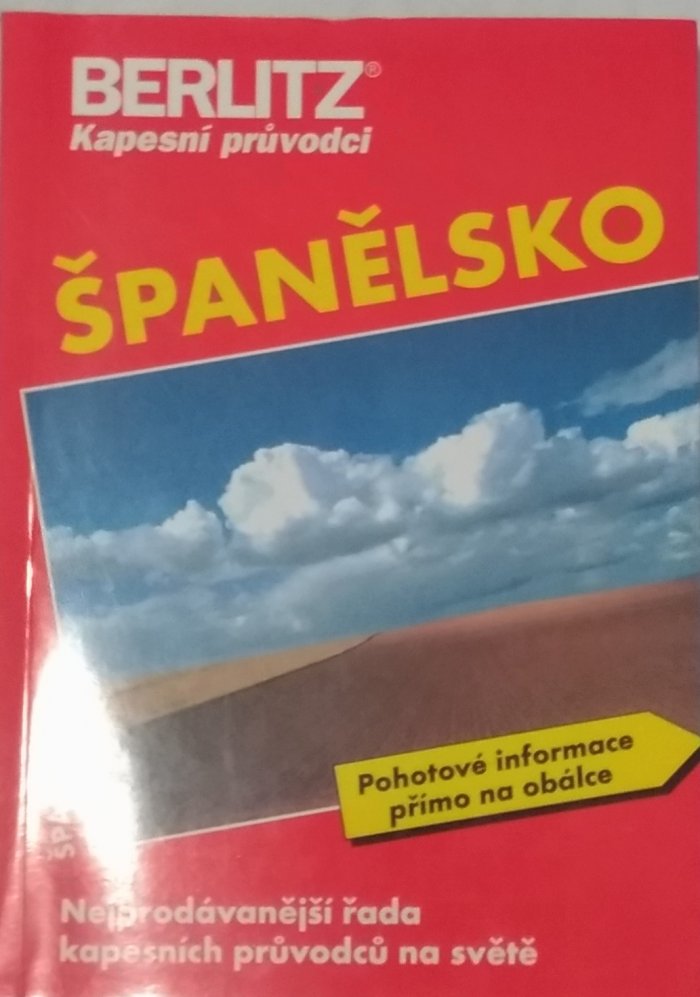 BERLITZ®
Kapesní průvodci
ŠPANĚLSKO
Pohotové informace
přímo na obálce
Nejprodávanější řada
kapesních průvodců na světě